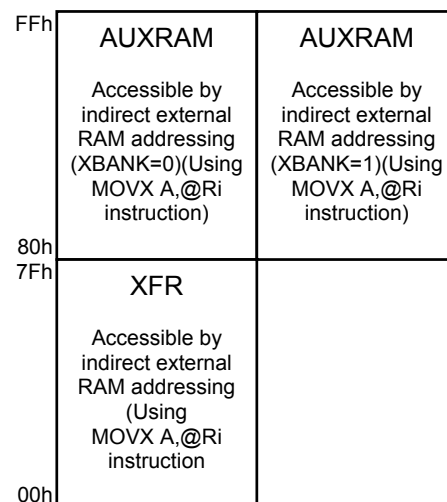 FFh
AUXRAM
Accessible by
indirect external
RAM addressing
(XBANK=0)(Using
MOVX A,@Ri
instruction)
AUXRAM
Accessible by
indirect external
RAM addressing
(XBANK=1)(Using
MOVX A,@Ri
instruction)
80h
7Fh
XFR
Accessible by
indirect external
RAM addressing
(Using
MOVX A,@Ri
instruction
00h